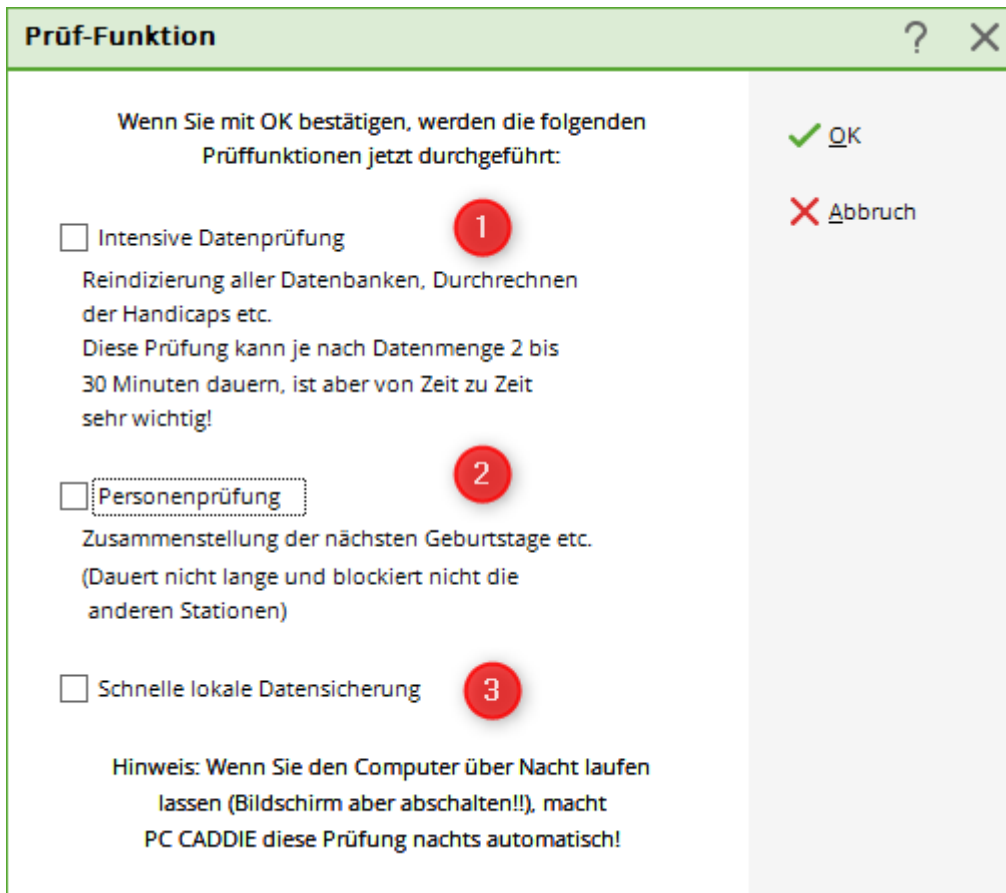 Prüf-Funktion
?
Wenn Sie mit OK bestätigen, werden die folgenden
Prüffunktionen jetzt durchgeführt:
OK
Abbruch
1
Intensive Datenprüfung
Reindizierung aller Datenbanken, Durchrechnen
der Handicaps etc.
Diese Prüfung kann je nach Datenmenge 2 bis
30 Minuten dauern, ist aber von Zeit zu Zeit
sehr wichtig!
2
Personenprüfung
Zusammenstellung der nächsten Geburtstage etc.
(Dauert nicht lange und blockiert nicht die
anderen Stationen)
Schnelle lokale Datensicherung
3
Hinweis: Wenn Sie den Computer über Nacht laufen
lassen (Bildschirm aber abschalten!!), macht
PC CADDIE diese Prüfung nachts automatisch!